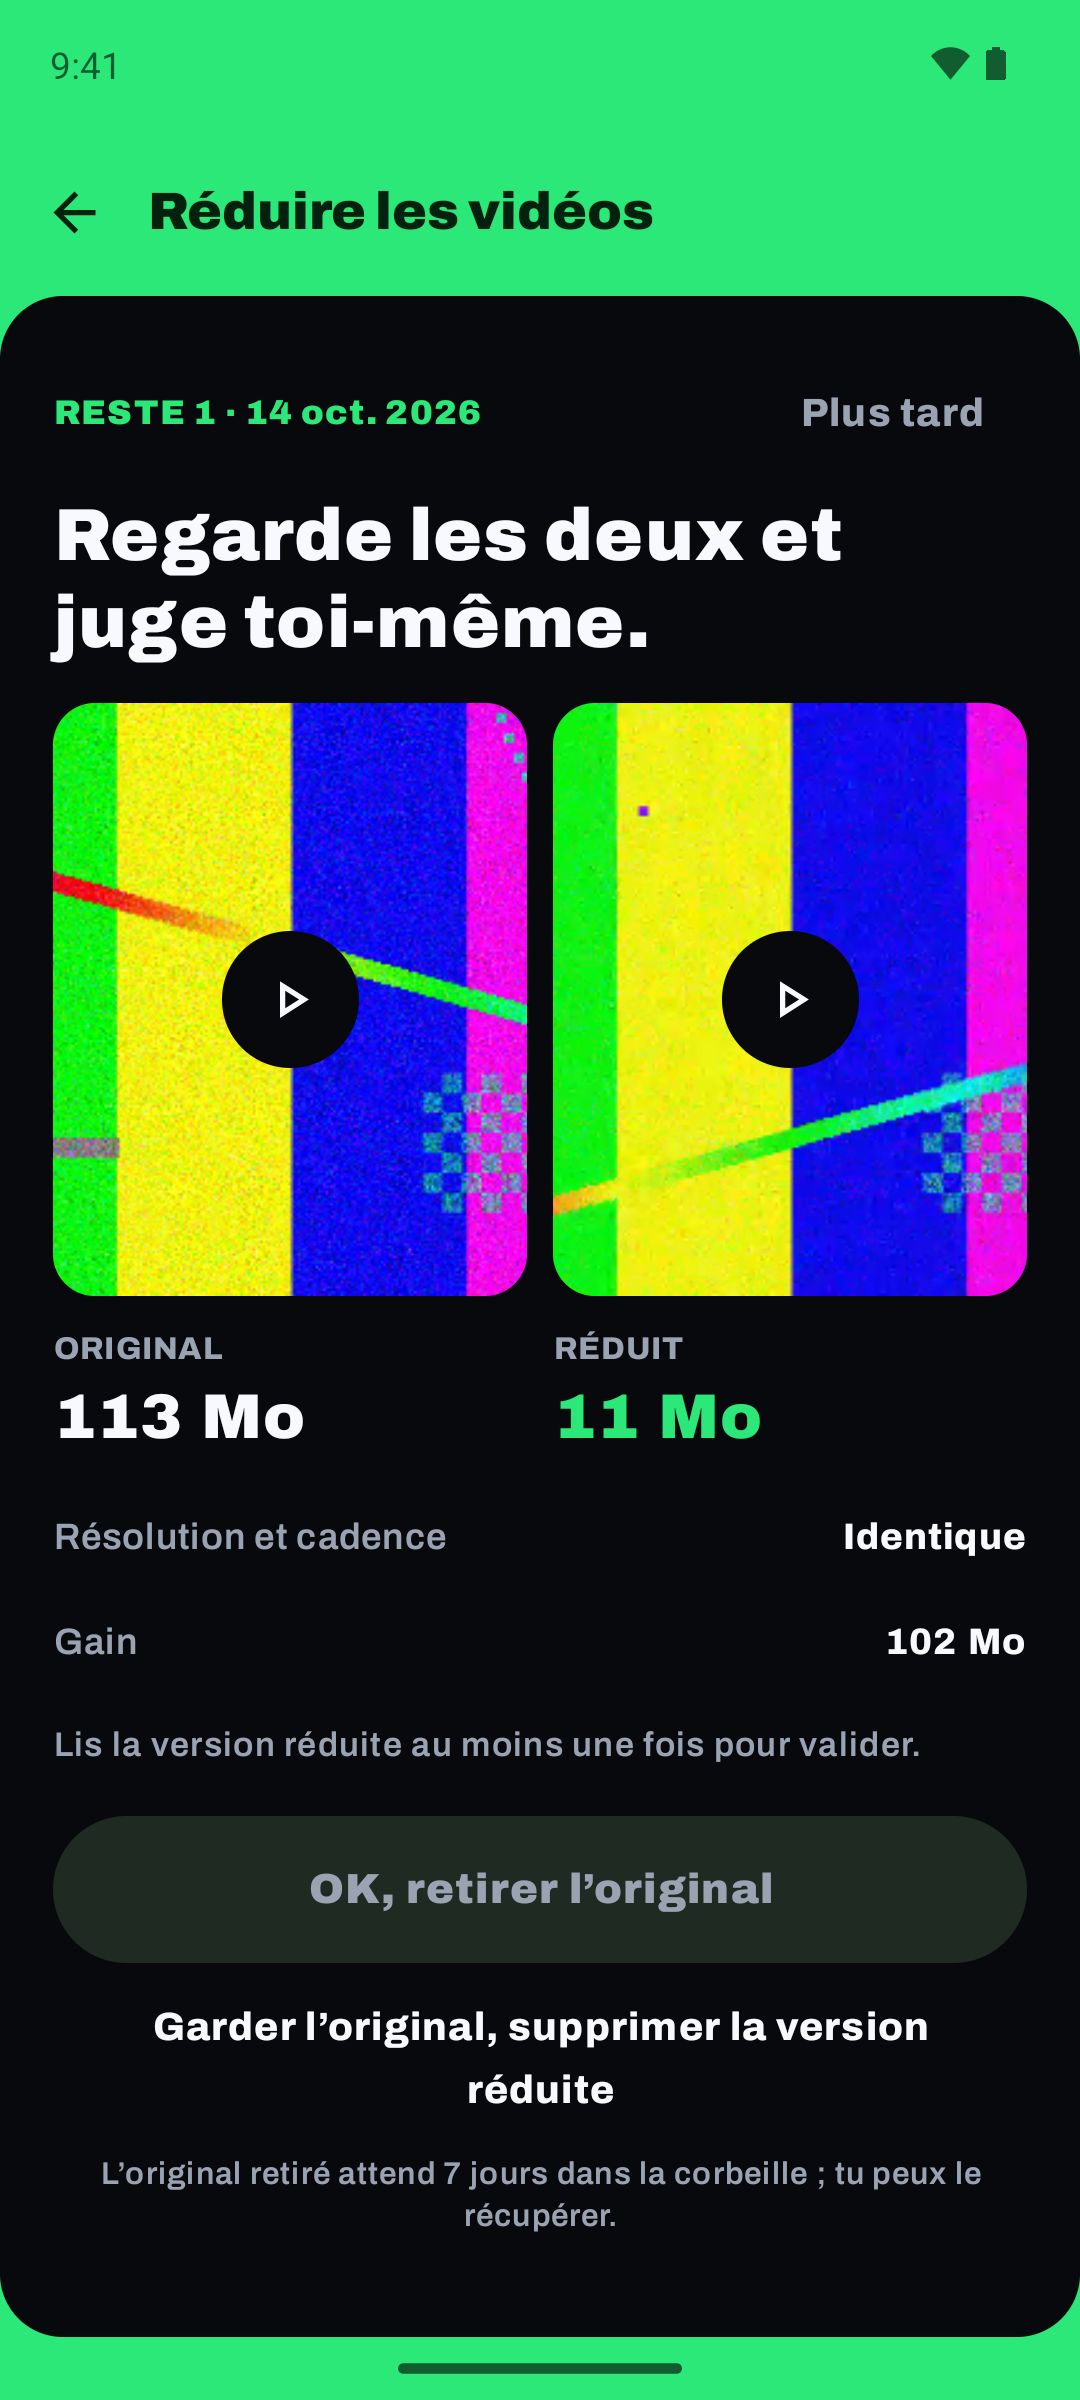 9:41
Réduire les vidéos
RESTE 1 · 14 oct. 2026
Plus tard
Regarde les deux et
juge toi-même.
ORIGINAL
RÉDUIT
113 Mo
11 Mo
Résolution et cadence
Identique
Gain
102 Mo
Lis la version réduite au moins une fois pour valider.
OK, retirer l’original
Garder l’original, supprimer la version
réduite
L’original retiré attend 7 jours dans la corbeille ; tu peux le
récupérer.